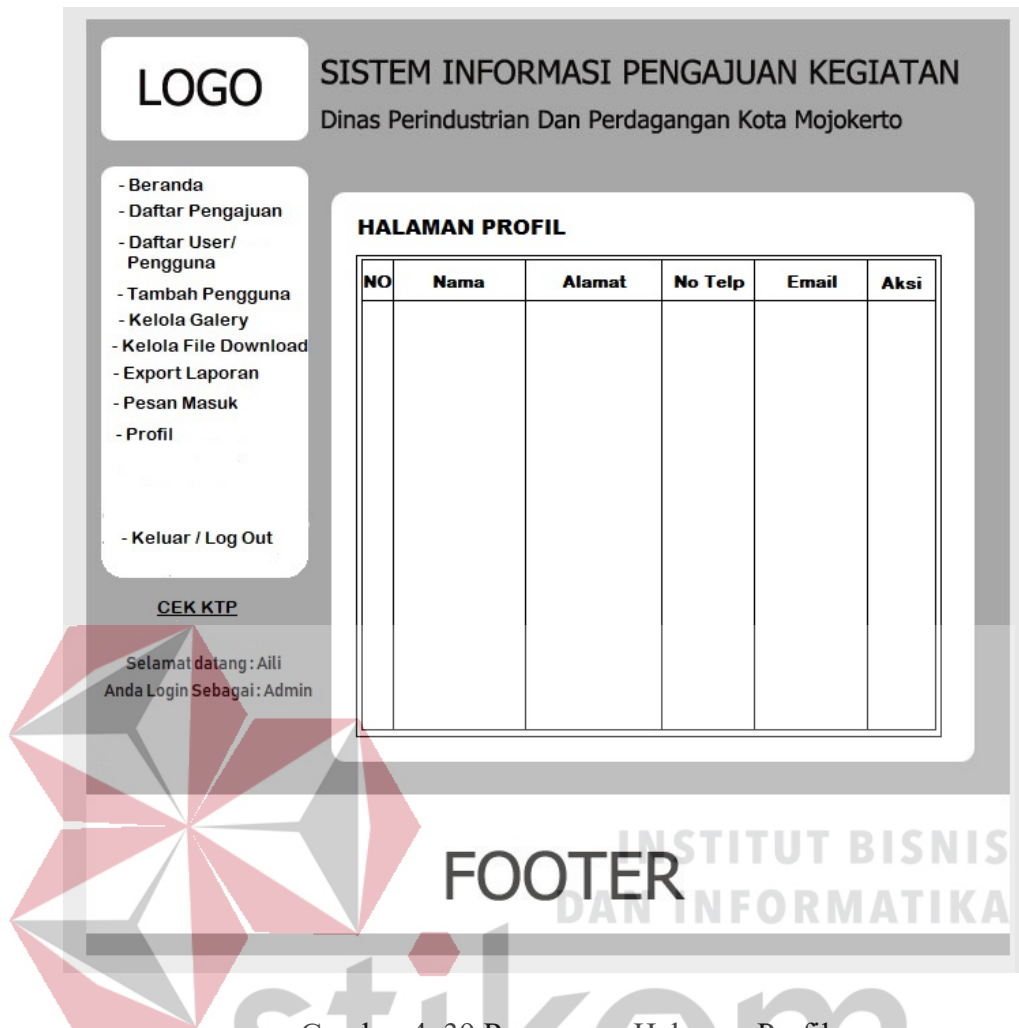 LOGO
SISTEM INFORMASI PENGAJUAN KEGIATAN
Dinas Perindustrian Dan Perdagangan Kota Mojokerto
- Beranda
- Daftar Pengajuan
- Daftar User/
Pengguna
- Tambah Pengguna
- Kelola Galery
- Kelola File Download
- Export Laporan
- Pesan Masuk
- Profil
- Keluar / Log Out
CEK KTP
Selamat datang : Aili
Anda Login Sebagai : Admin
HALAMAN PROFIL
NO Nama Alamat No Telp Email Aksi
FOOTER
INSTITUT BISNIS
DAN INFORMATIKA
stikom